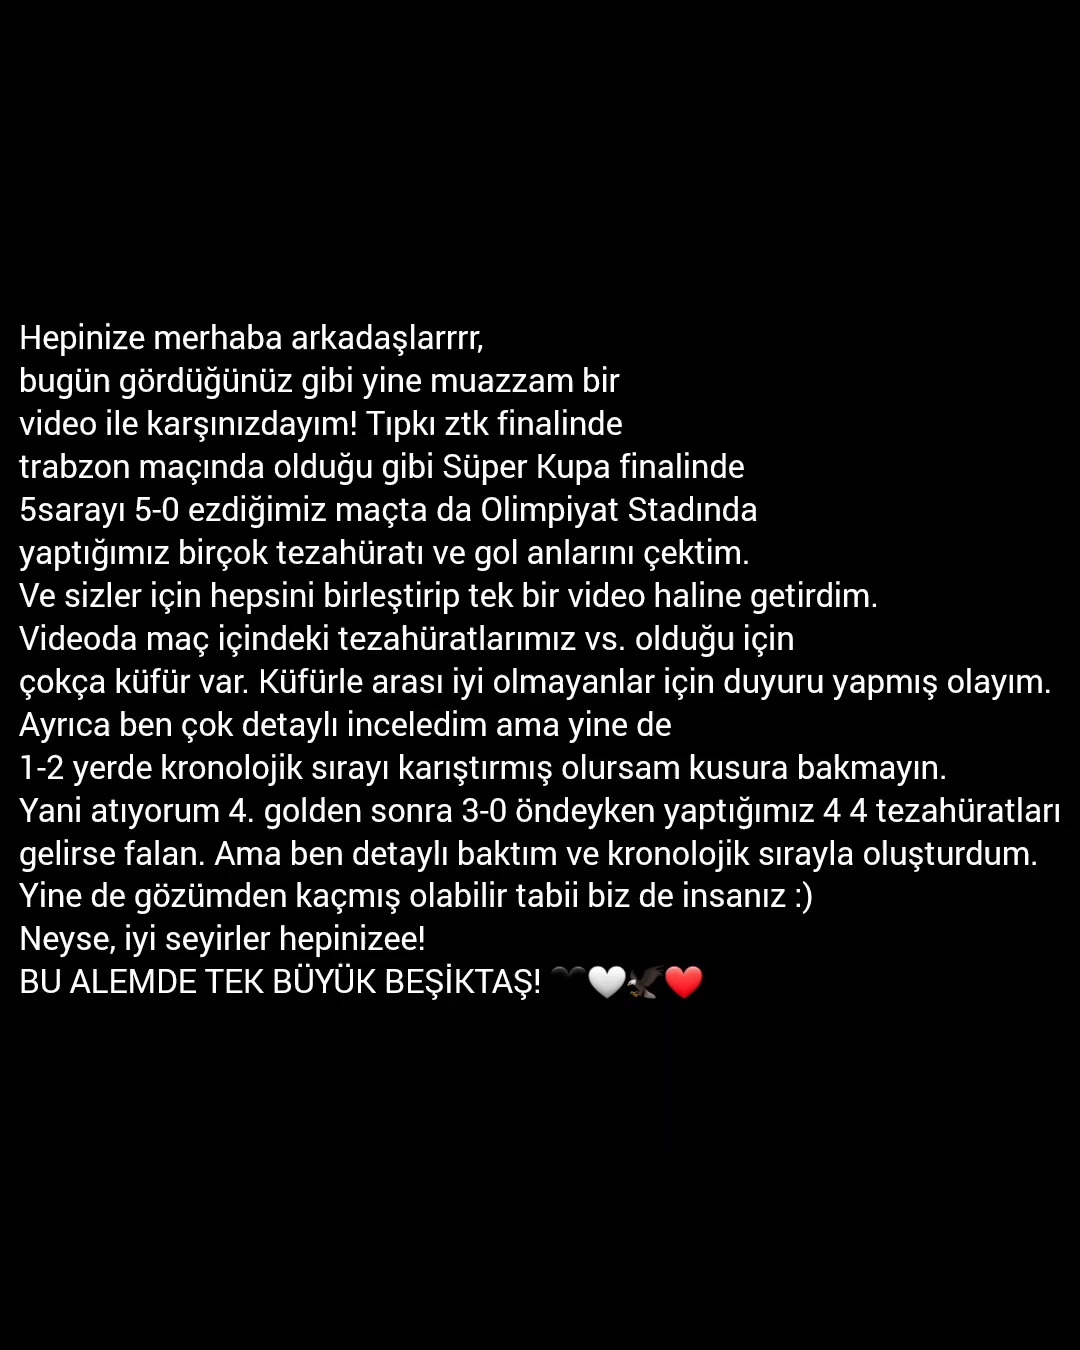 Hepinize merhaba arkadaşlarrrr,
bugün gördüğünüz gibi yine muazzam bir
video ile karşınızdayım! Tıpkı ztk finalinde
trabzon maçında olduğu gibi Süper Kupa finalinde
5sarayı 5-0 ezdiğimiz maçta da Olimpiyat Stadında
yaptığımız birçok tezahüratı ve gol anlarını çektim.
Ve sizler için hepsini birleştirip tek bir video haline getirdim.
Videoda maç içindeki tezahüratlarımız vs. olduğu için
çokça küfür var. Küfürle arası iyi olmayanlar için duyuru yapmış olayım.
Ayrıca ben çok detaylı inceledim ama yine de
1-2 yerde kronolojik sırayı karıştırmış olursam kusura bakmayın.
Yani atıyorum 4. golden sonra 3-0 öndeyken yaptığımız 4 4 tezahüratları
gelirse falan. Ama ben detaylı baktım ve kronolojik sırayla oluşturdum.
Yine de gözümden kaçmış olabilir tabii biz de insanız :)
Neyse, iyi seyirler hepinizee!
BU ALEMDE TEK BÜYÜK BEŞİKTAŞ! 🖤🤍🦅❤️